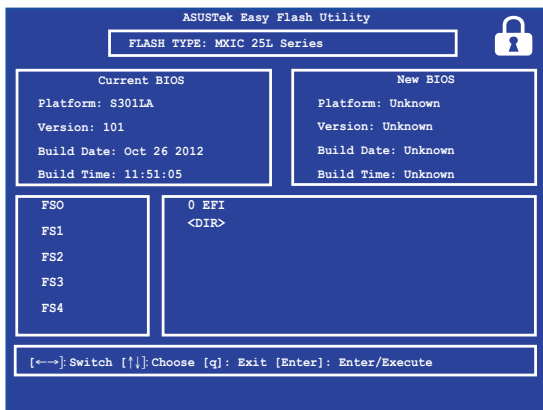 ASUSTek Easy Flash Utility
FLASH TYPE: MXIC 25L Series
Current BIOS
Platform: S301LA
Version: 101
Build Date: Oct 26 2012
Build Time: 11:51:05
New BIOS
Platform: Unknown
Version: Unknown
Build Date: Unknown
Build Time: Unknown
FSO
FS1
FS2
FS3
FS4
0 EFI
<DIR>
[←→]: Switch [↑↓]: Choose [q]: Exit [Enter]: Enter/Execute